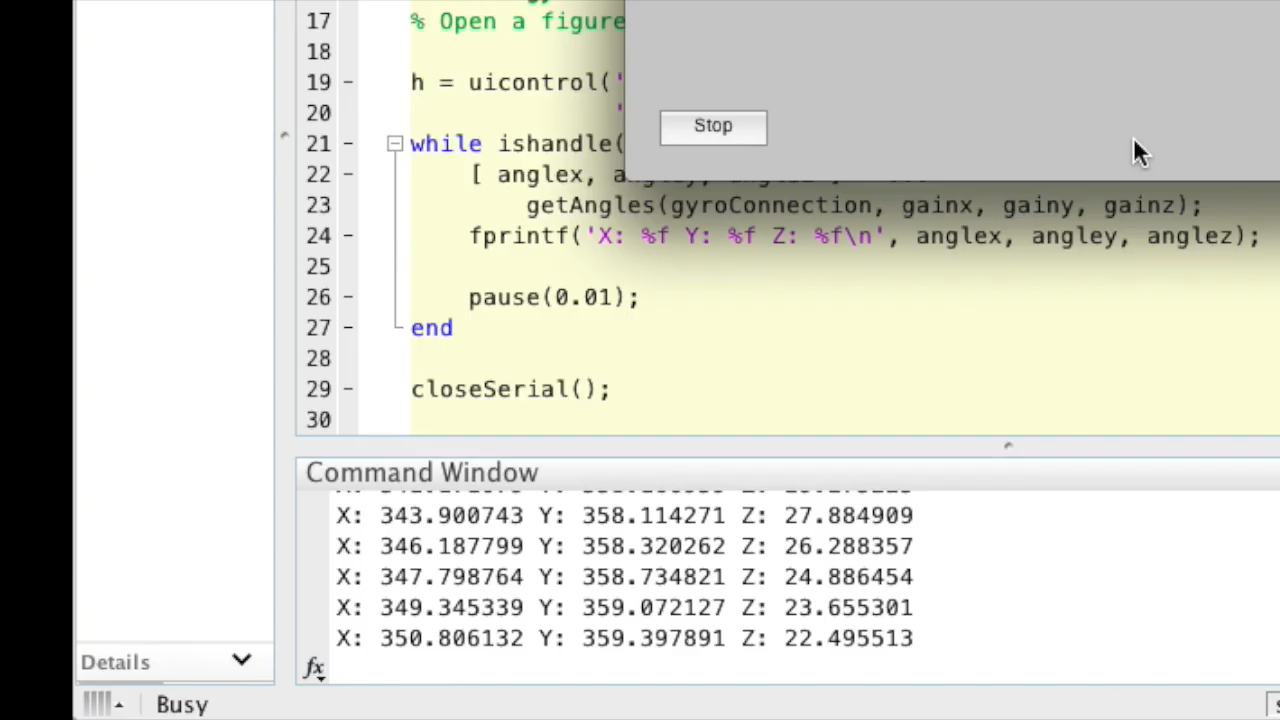 17 % Open a figure
18
19 - h = uicontrol('
20 '
21 - while ishandle(
22 - [ anglex,
23 getAngles(gyroConnection, gainx, gainy, gainz);
24 - fprintf('X: %f Y: %f Z: %f\n', anglex, angley, anglez);
25
26 - pause(0.01);
27 - end
28
29 - closeSerial();
30
Stop
Command Window
X: 343.900743 Y: 358.114271 Z: 27.884909
X: 346.187799 Y: 358.320262 Z: 26.288357
X: 347.798764 Y: 358.734821 Z: 24.886454
X: 349.345339 Y: 359.072127 Z: 23.655301
X: 350.806132 Y: 359.397891 Z: 22.495513
fx
Details
Busy